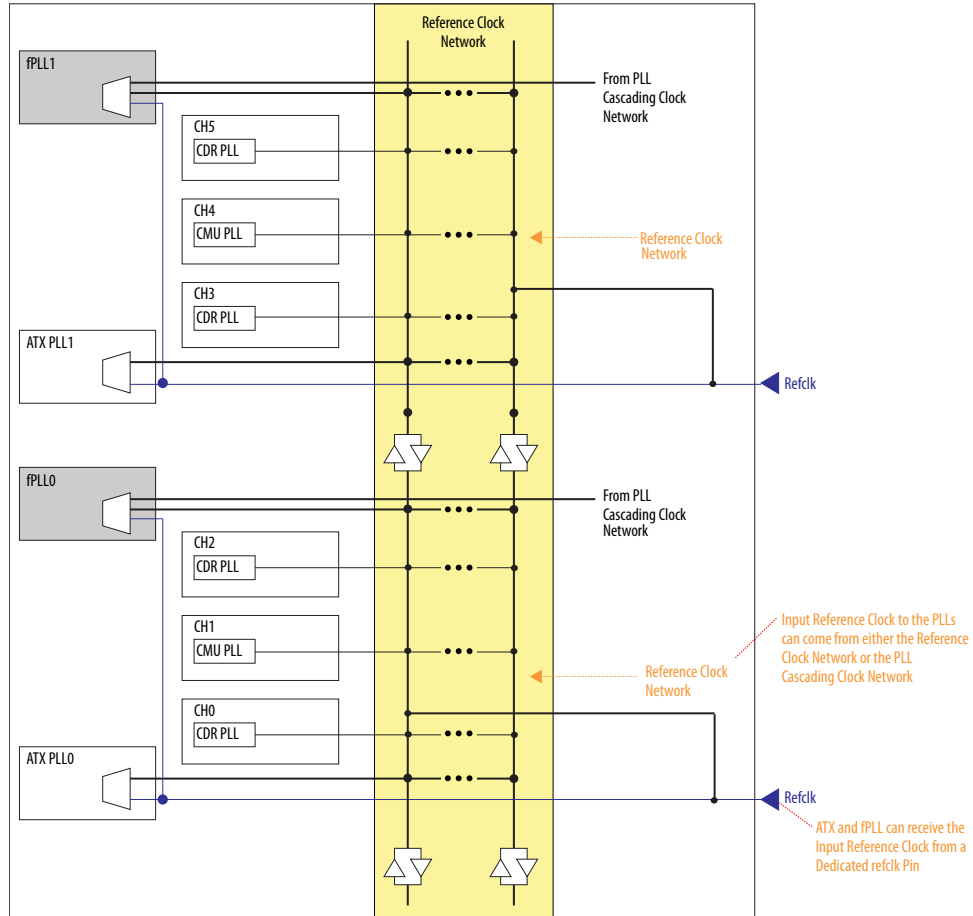 Reference Clock
Network
fPLL1
From PLL
Cascading Clock
Network
CH5
CDR PLL
CH4
CMU PLL
Reference Clock
Network
CH3
CDR PLL
ATX PLL1
Refclk
fPLL0
From PLL
Cascading Clock
Network
CH2
CDR PLL
CH1
CMU PLL
Input Reference Clock to the PLLs
can come from either the Reference
Clock Network or the PLL
Cascading Clock Network
Reference Clock
Network
CH0
CDR PLL
ATX PLL0
Refclk
ATX and fPLL can receive the
Input Reference Clock from a
Dedicated refclk Pin